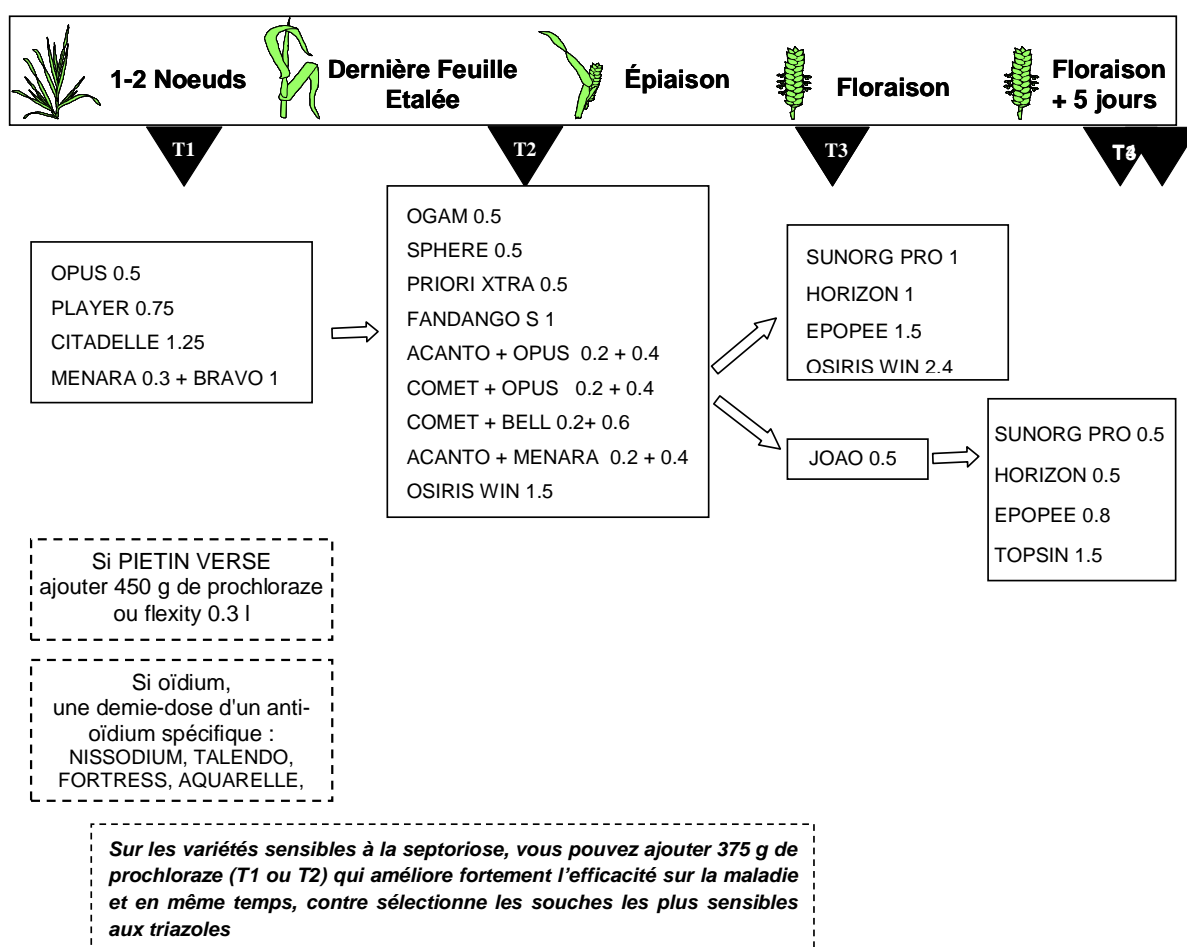 1-2 Noeuds
Dernière Feuille
Etalée
Épiaison
Floraison
Floraison
+ 5 jours
T1
T2
T3
OPUS 0.5
PLAYER 0.75
CITADELLE 1.25
MENARA 0.3 + BRAVO 1
OGAM 0.5
SPHERE 0.5
PRIORI XTRA 0.5
FANDANGO S 1
ACANTO + OPUS 0.2 + 0.4
COMET + OPUS 0.2 + 0.4
COMET + BELL 0.2+ 0.6
ACANTO + MENARA 0.2 + 0.4
OSIRIS WIN 1.5
SUNORG PRO 1
HORIZON 1
EPOPEE 1.5
OSIRIS WIN 2.4
JOAO 0.5
SUNORG PRO 0.5
HORIZON 0.5
EPOPEE 0.8
TOPSIN 1.5
Si PIETIN VERSE
ajouter 450 g de prochloraze
ou flexity 0.3 l
Si oïdium,
une demie-dose d'un anti-
oïdium spécifique :
NISSODIUM, TALENDO,
FORTRESS, AQUARELLE,
Sur les variétés sensibles à la septoriose, vous pouvez ajouter 375 g de
prochloraze (T1 ou T2) qui améliore fortement l'efficacité sur la maladie
et en même temps, contre sélectionne les souches les plus sensibles
aux triazoles